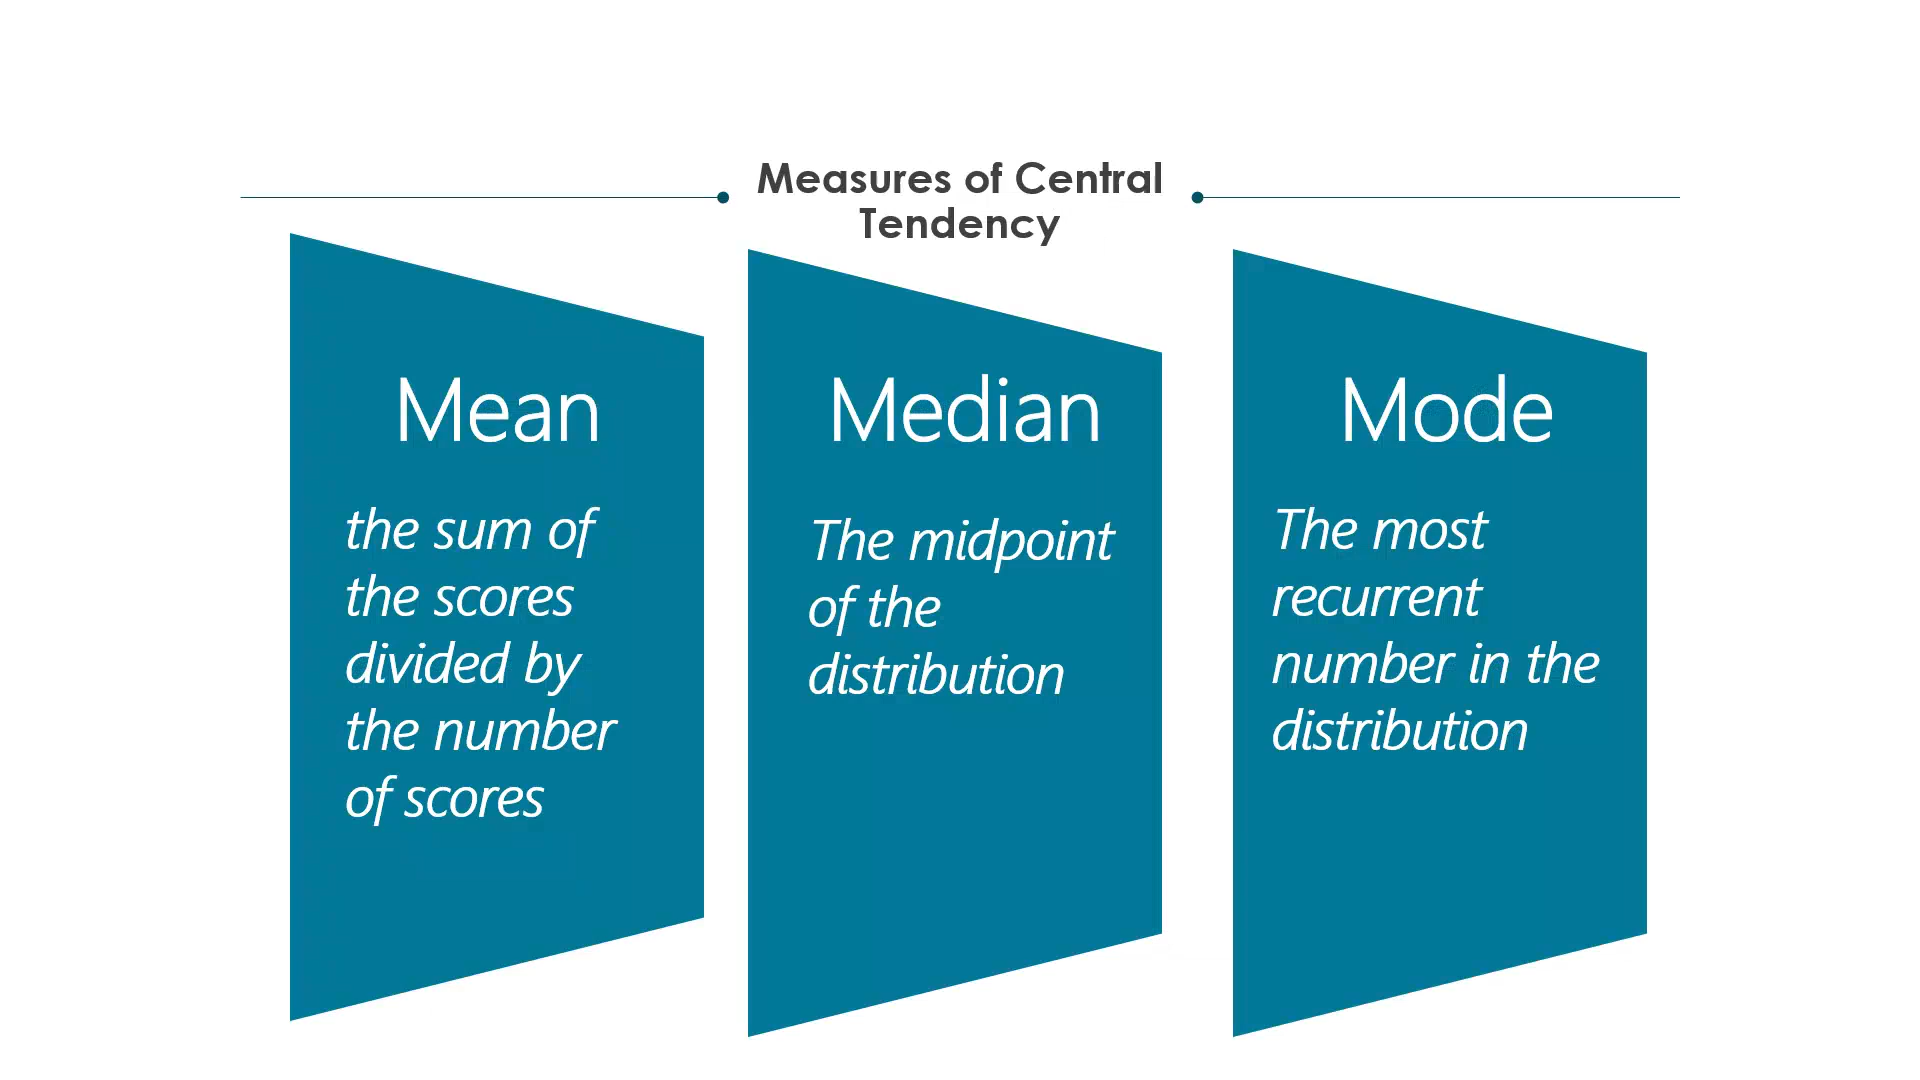 Measures of Central
Tendency
Mean
the sum of
the scores
divided by
the number
of scores
Median
The midpoint
of the
distribution
Mode
The most
recurrent
number in the
distribution